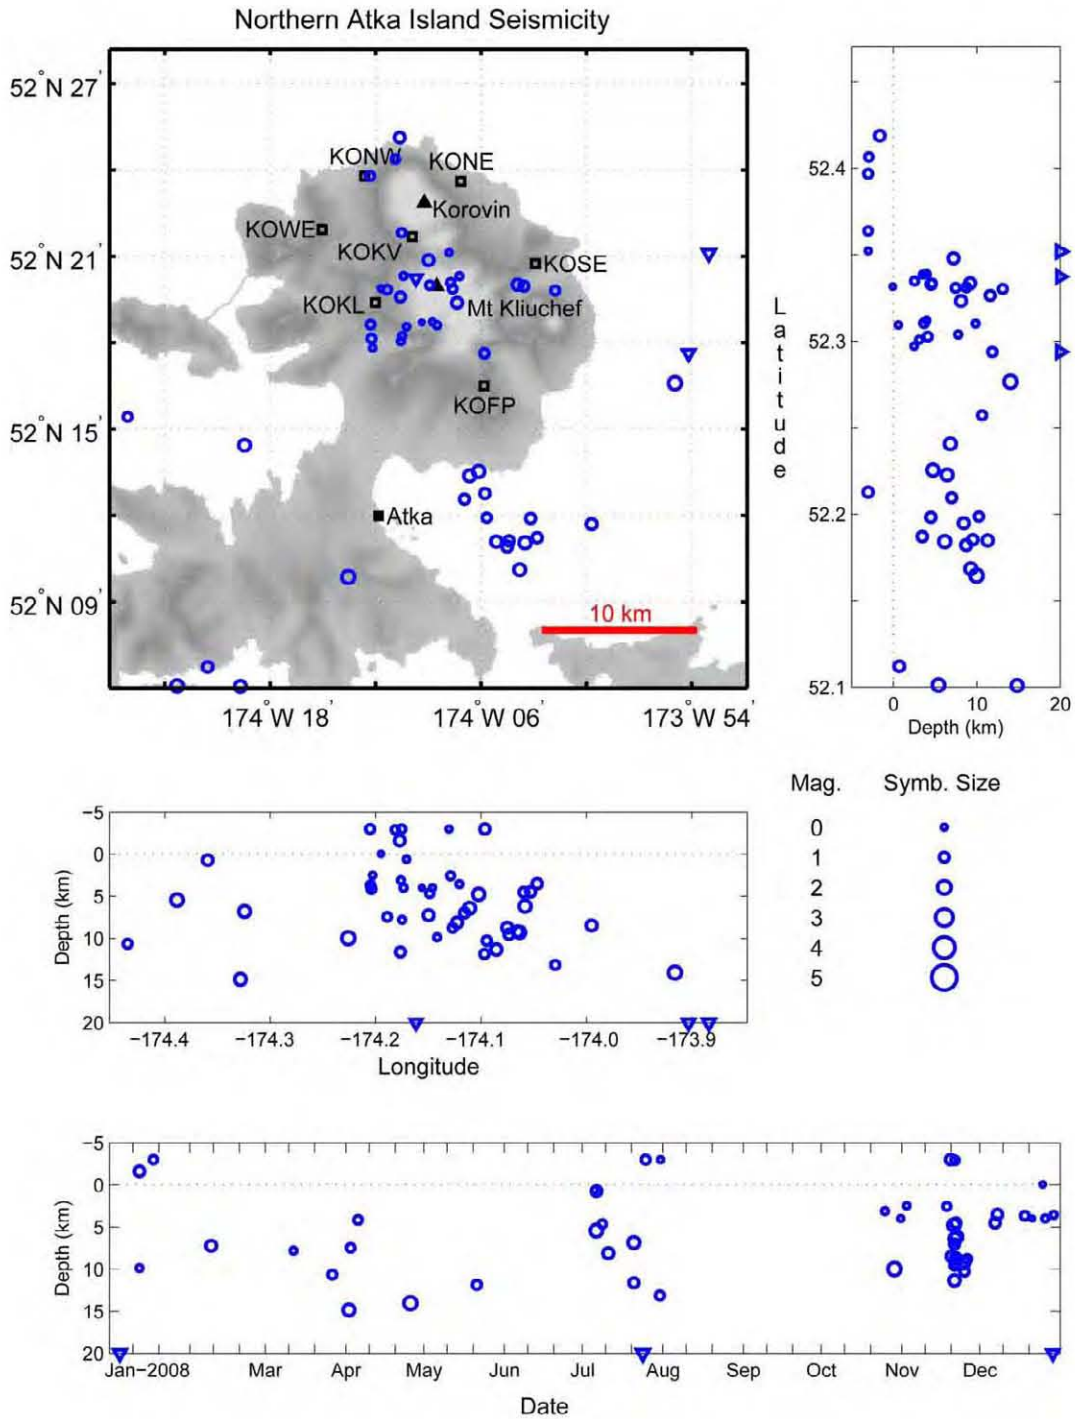 Northern Atka Island Seismicity
52°N 27'
52°N 21'
52°N 15'
52°N 09'
KONW
KONE
Korovin
KOWE
KOKV
KOSE
KOKL
Mt Kliuchef
KOFP
Atka
10 km
174°W 18'
174°W 06'
173°W 54'
52.4
52.3
52.2
52.1
Latitude
0
10
20
Depth (km)
Mag.
Symb. Size
0
1
2
3
4
5
−5
0
5
10
15
20
Depth (km)
−174.4
−174.3
−174.2
−174.1
−174.0
−173.9
Longitude
−5
0
5
10
15
20
Depth (km)
Jan−2008
Mar
Apr
May
Jun
Jul
Aug
Sep
Oct
Nov
Dec
Date